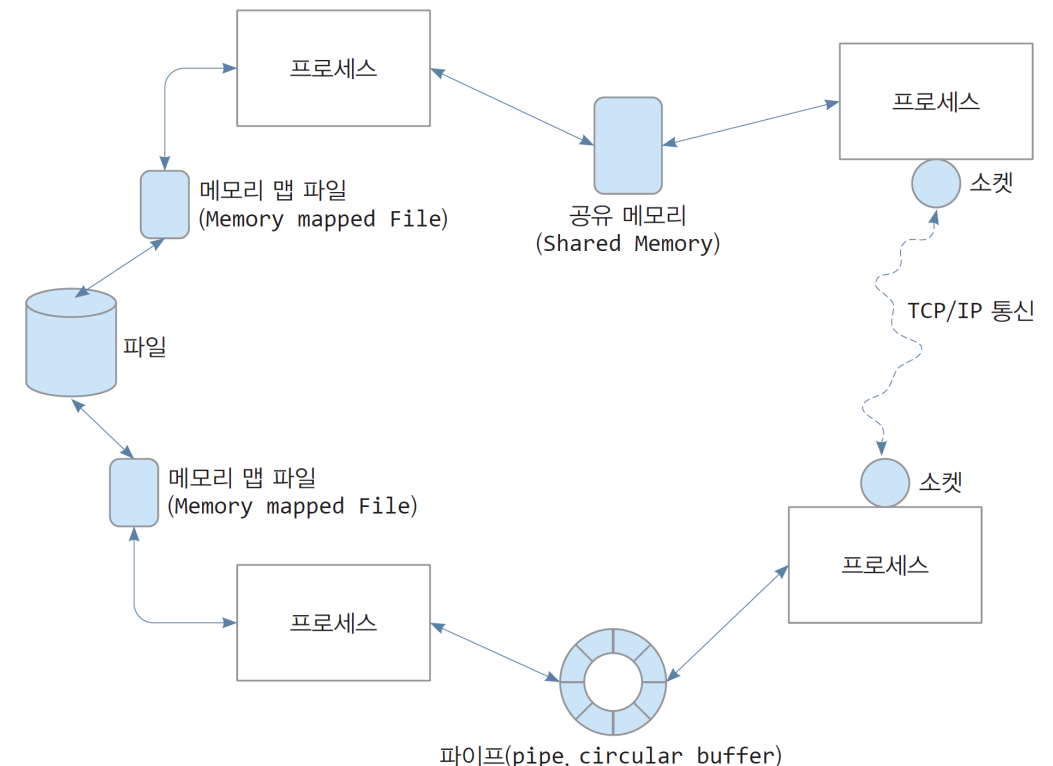 프로세스
프로세스
메모리 맵 파일
(Memory mapped File)
소켓
공유 메모리
(Shared Memory)
TCP/IP 통신
파일
메모리 맵 파일
(Memory mapped File)
소켓
프로세스
프로세스
파이프(pipe, circular buffer)